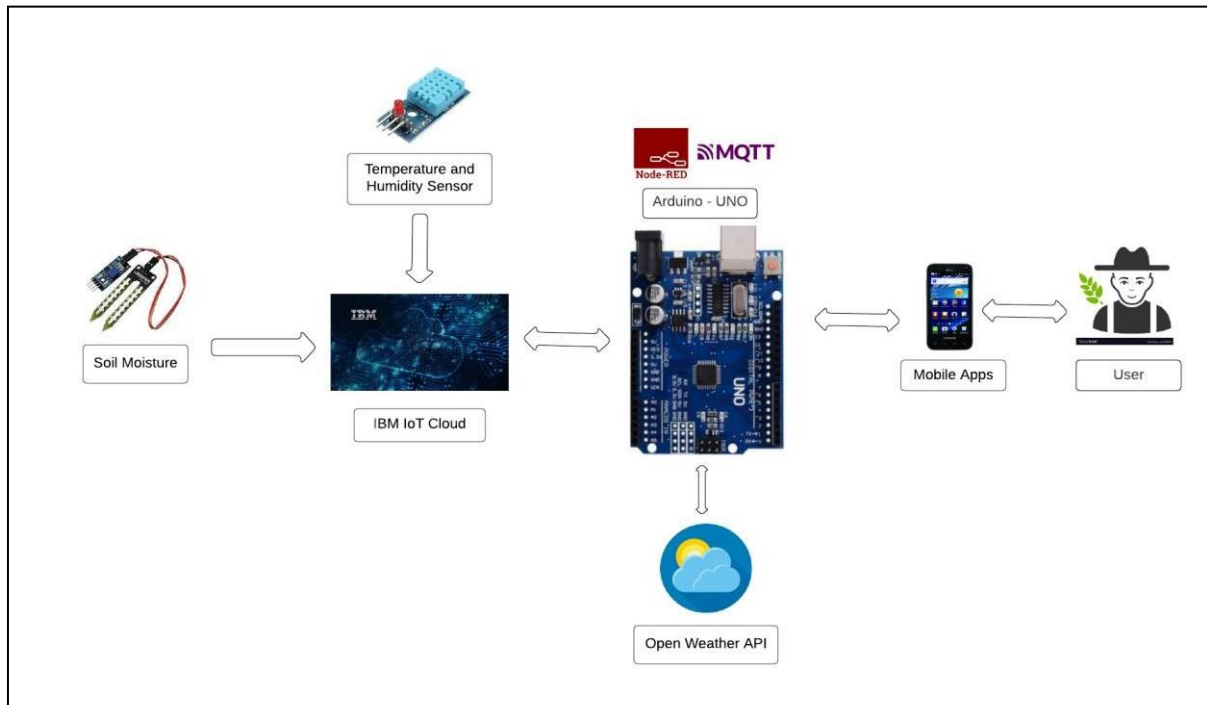 Temperature and
Humidity Sensor
Node-RED
MQTT
Arduino - UNO
IBM
UNO
Soil Moisture
IBM IoT Cloud
Mobile Apps
User
Open Weather API